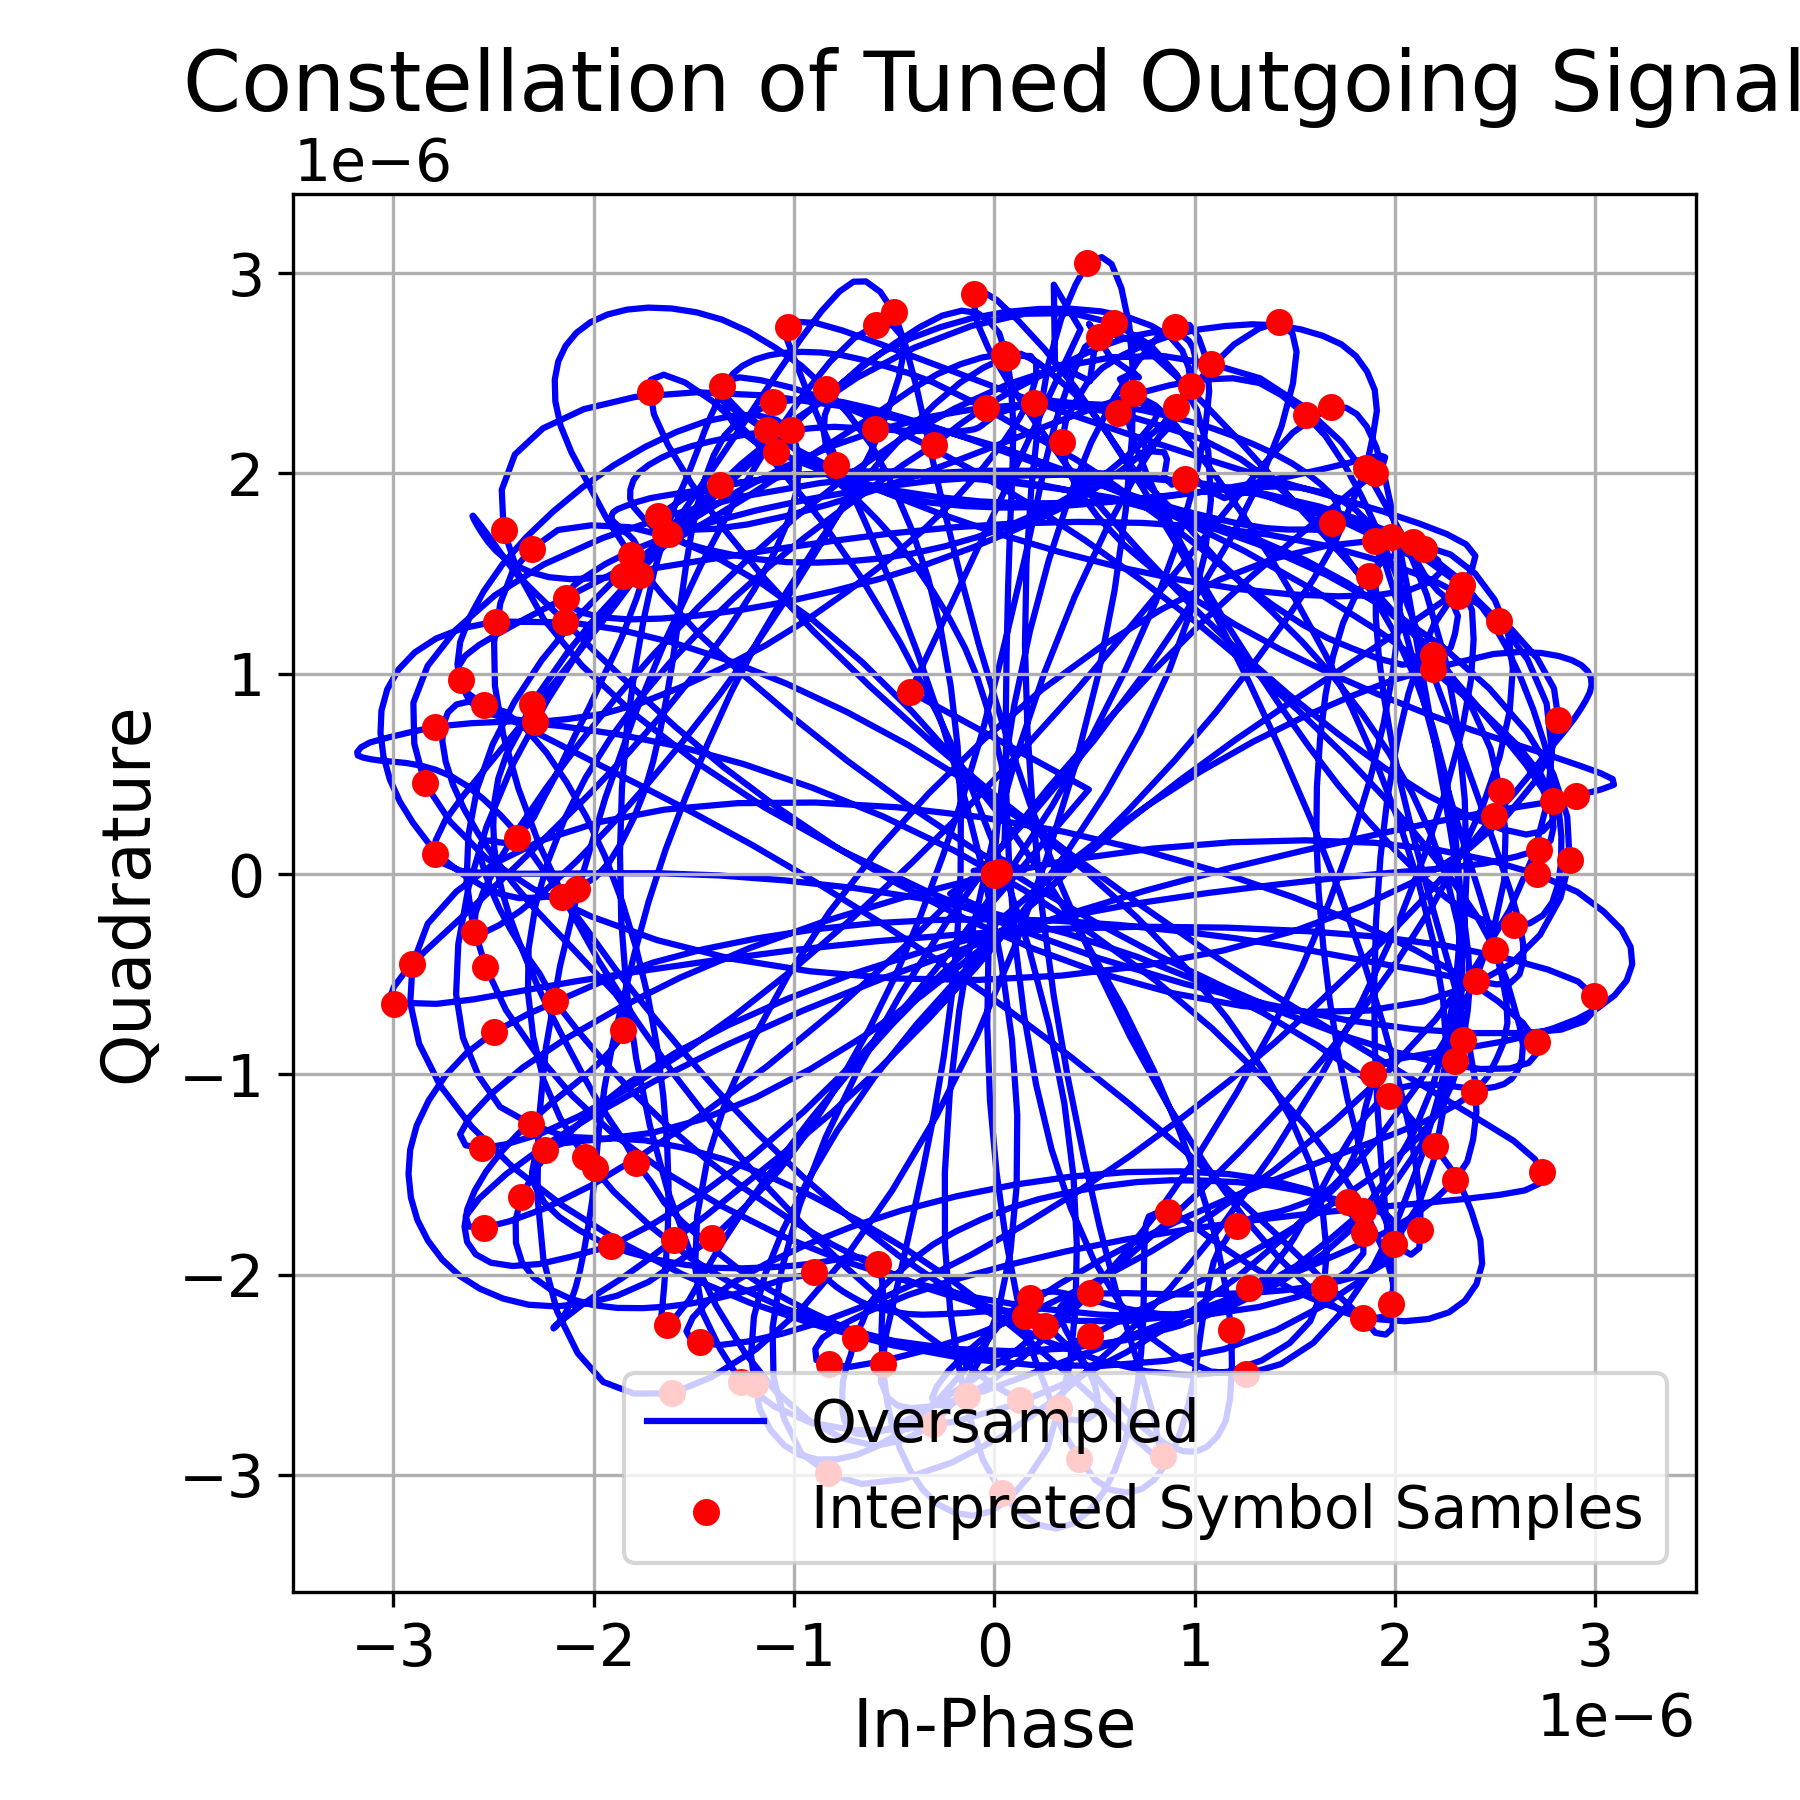 Constellation of Tuned Outgoing Signal
1e−6
3
2
1
0
−1
−2
−3
Quadrature
Oversampled
Interpreted Symbol Samples
−3 −2 −1 0 1 2 3
In-Phase
1e−6